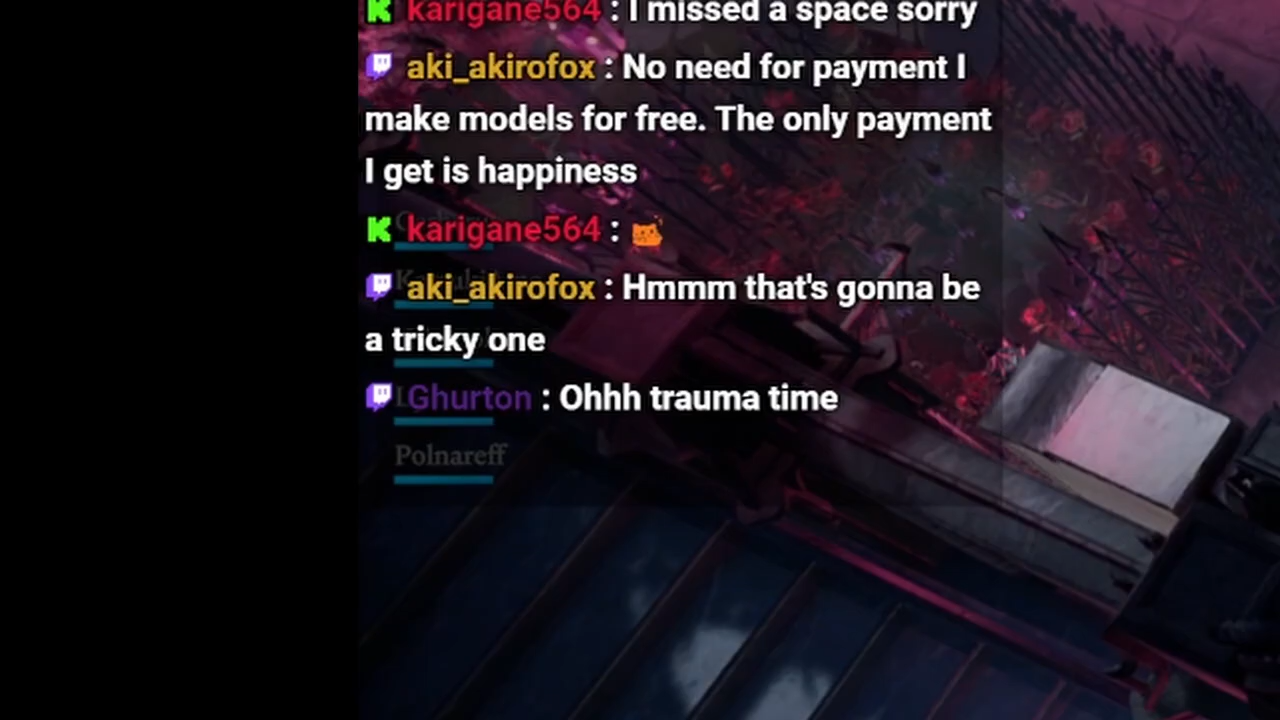 karigane564 : I missed a space sorry
aki_akirofox : No need for payment I
make models for free. The only payment
I get is happiness
karigane564 :
aki_akirofox : Hmmm that's gonna be
a tricky one
Ghurton : Ohhh trauma time
Polnareff